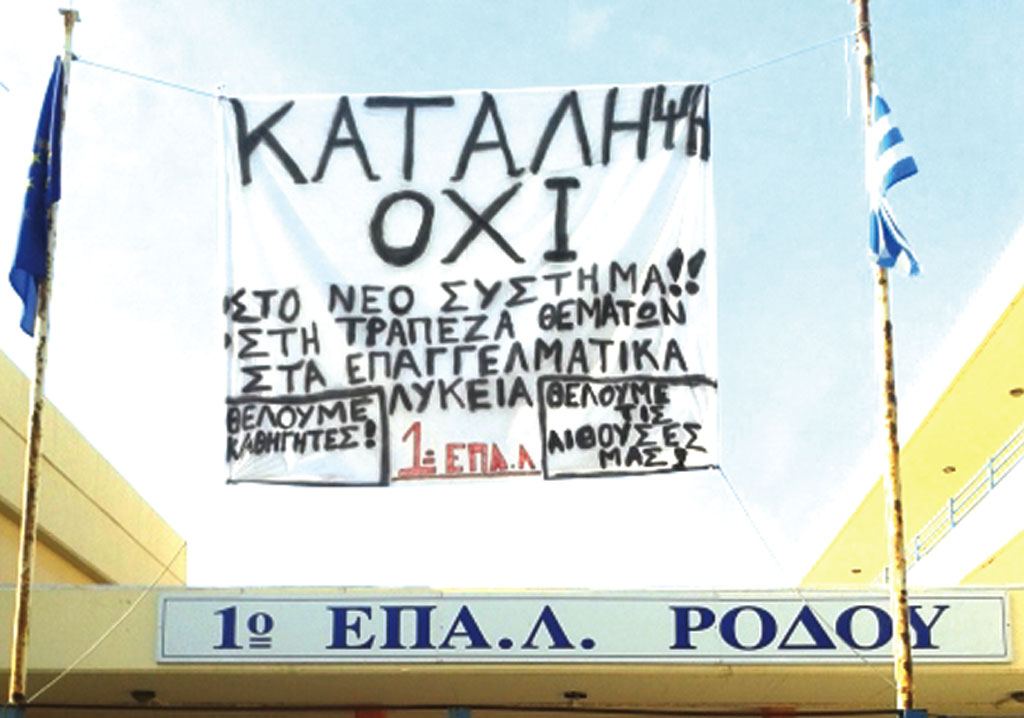 ΚΑΤΑΛΗΨΗ
ΟΧΙ
ΣΤΟ ΝΕΟ ΣΥΣΤΗΜΑ!!
ΣΤΗ ΤΡΑΠΕΖΑ ΘΕΜΑΤΩΝ
ΣΤΑ ΕΠΑΓΓΕΛΜΑΤΙΚΑ
ΛΥΚΕΙΑ
ΘΕΛΟΥΜΕ
ΚΑΘΗΓΗΤΕΣ!
1ο ΕΠΑ.Λ
ΘΕΛΟΥΜΕ
ΤΙΣ
ΑΙΘΟΥΣΕΣ
ΜΑΣ!
1ο ΕΠΑ.Λ. ΡΟΔΟΥ